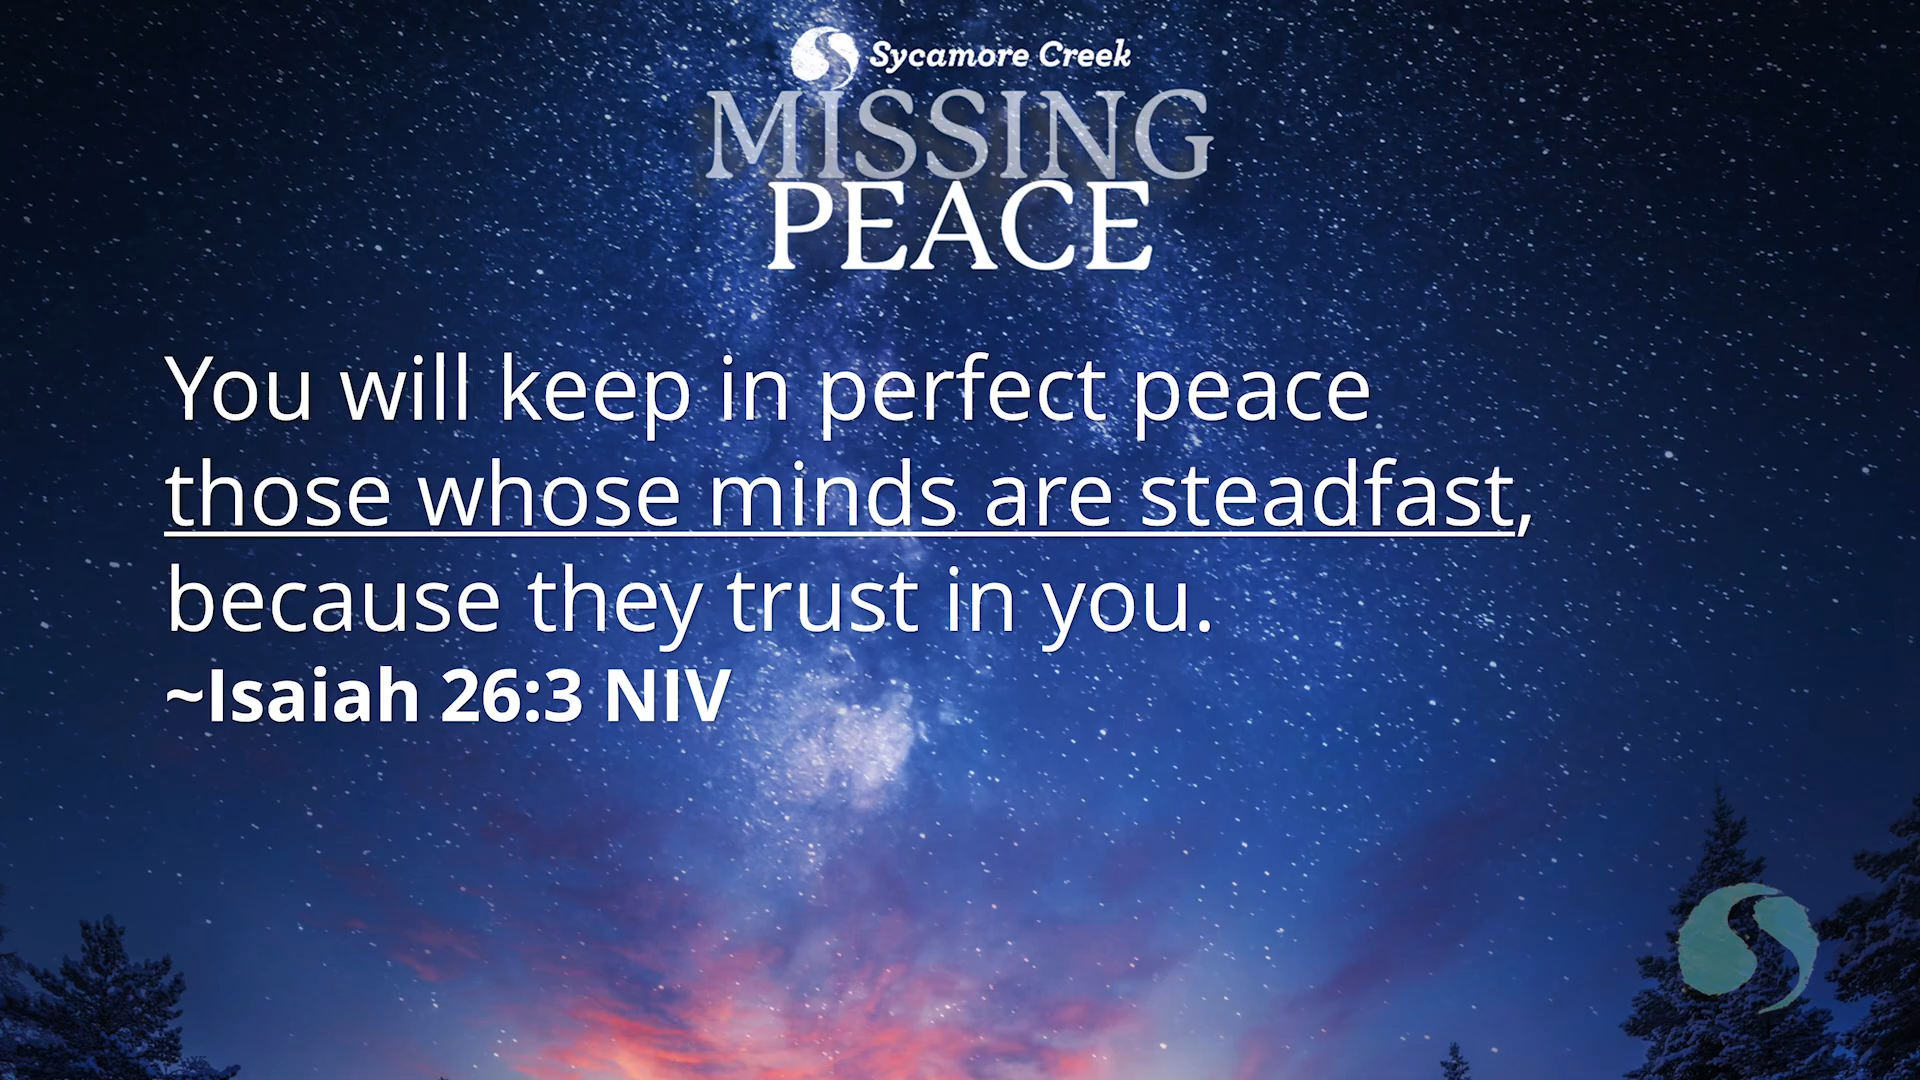 Sycamore Creek
MISSING
PEACE
You will keep in perfect peace
those whose minds are steadfast,
because they trust in you.
~Isaiah 26:3 NIV